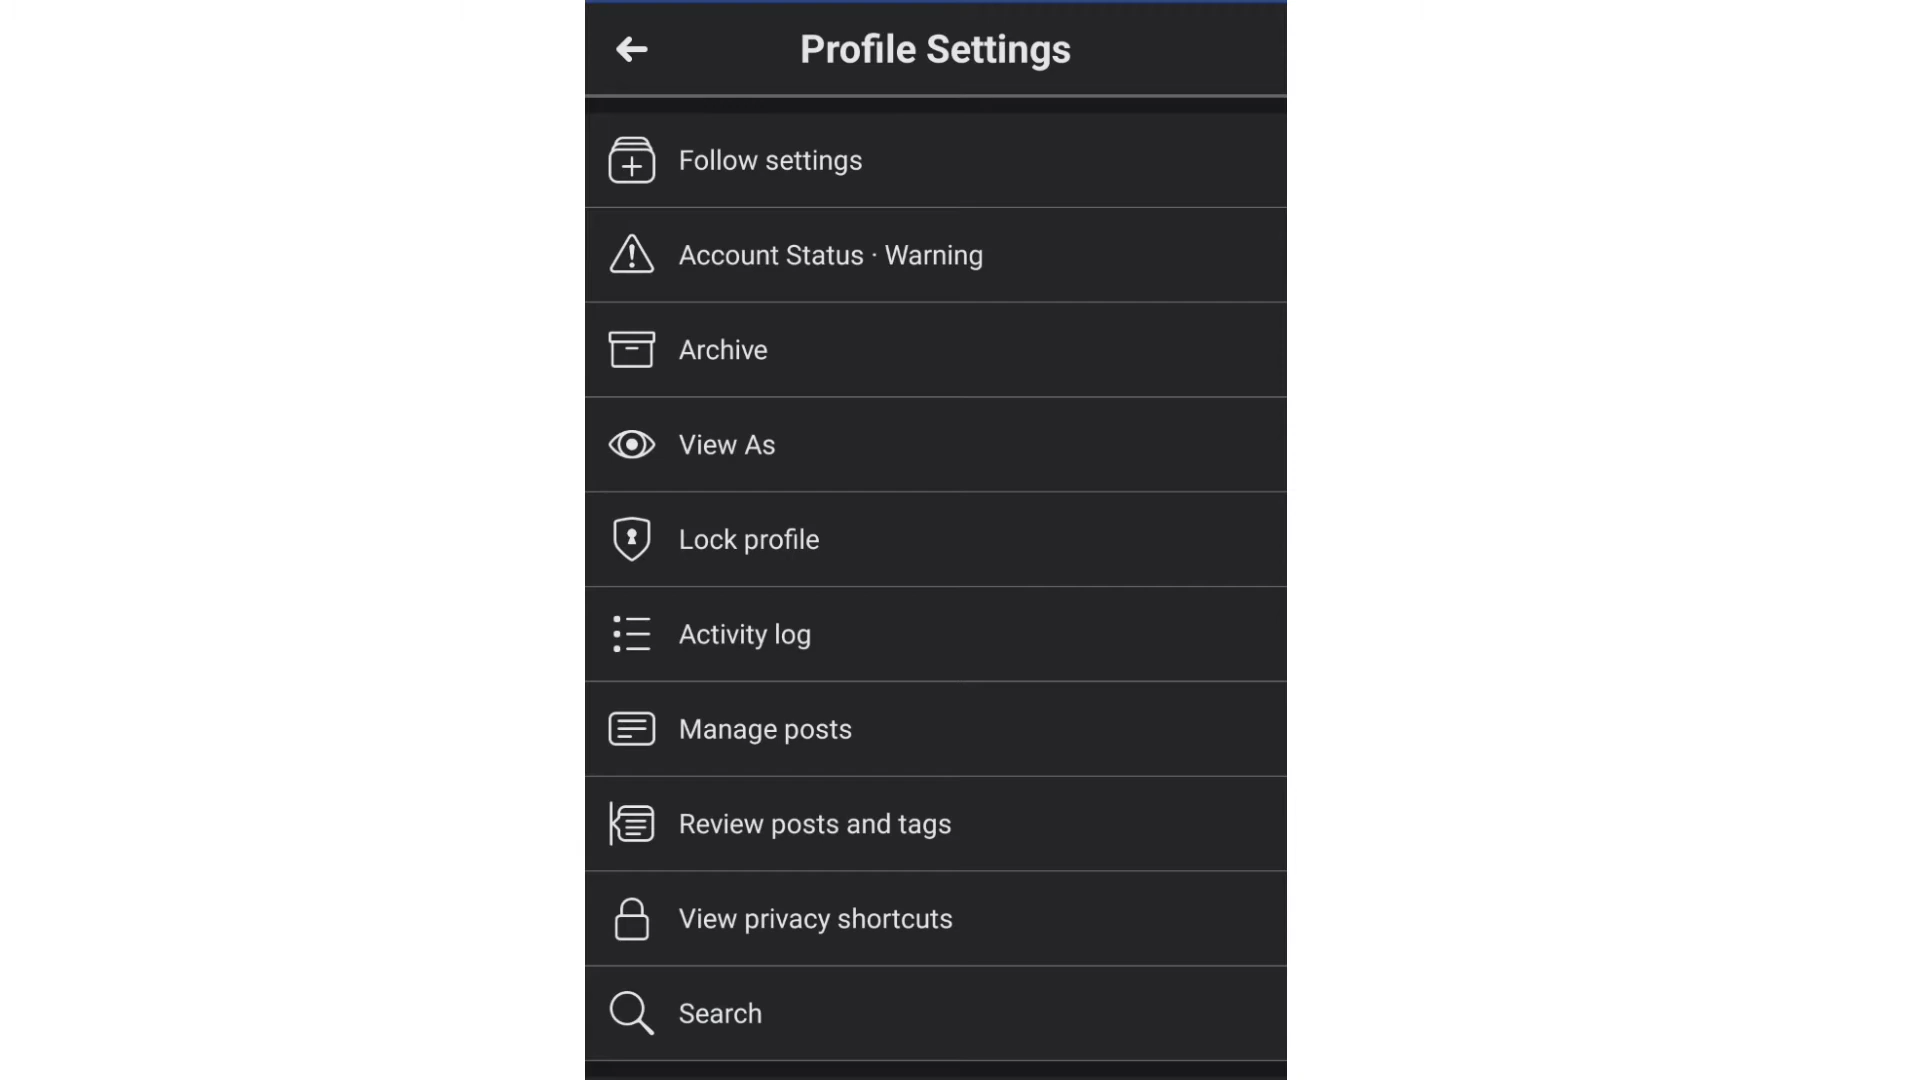 Profile Settings
Follow settings
Account Status · Warning
Archive
View As
Lock profile
Activity log
Manage posts
Review posts and tags
View privacy shortcuts
Search